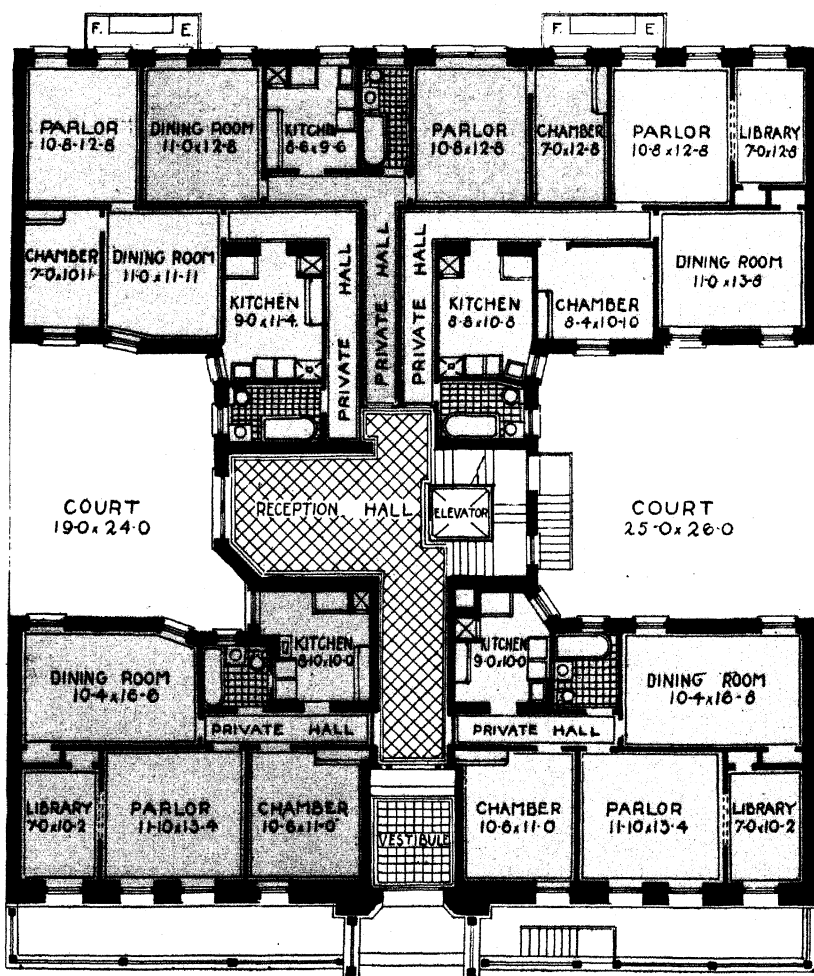 F. E.
F. E.
PARLOR
10-8-12-8
DINING ROOM
11-0x12-8
KITCHEN
8-6x9-6
PARLOR
10-8x12-8
CHAMBER
7-0x12-8
PARLOR
10-8x12-8
LIBRARY
7-0x12-8
CHAMBER
7-0x10-11
DINING ROOM
11-0x11-11
KITCHEN
9-0x11-4
PRIVATE HALL
PRIVATE HALL
PRIVATE HALL
KITCHEN
8-8x10-8
CHAMBER
8-4x10-10
DINING ROOM
11-0x13-8
COURT
19-0x24-0
RECEPTION HALL
ELEVATOR
COURT
25-0x26-0
DINING ROOM
10-4x16-6
KITCHEN
8-10x10-0
KITCHEN
9-0x10-0
DINING ROOM
10-4x16-8
PRIVATE HALL
PRIVATE HALL
LIBRARY
7-0x10-2
PARLOR
11-10x13-4
CHAMBER
10-6x11-0
VESTIBULE
CHAMBER
10-6x11-0
PARLOR
11-10x13-4
LIBRARY
7-0x10-2